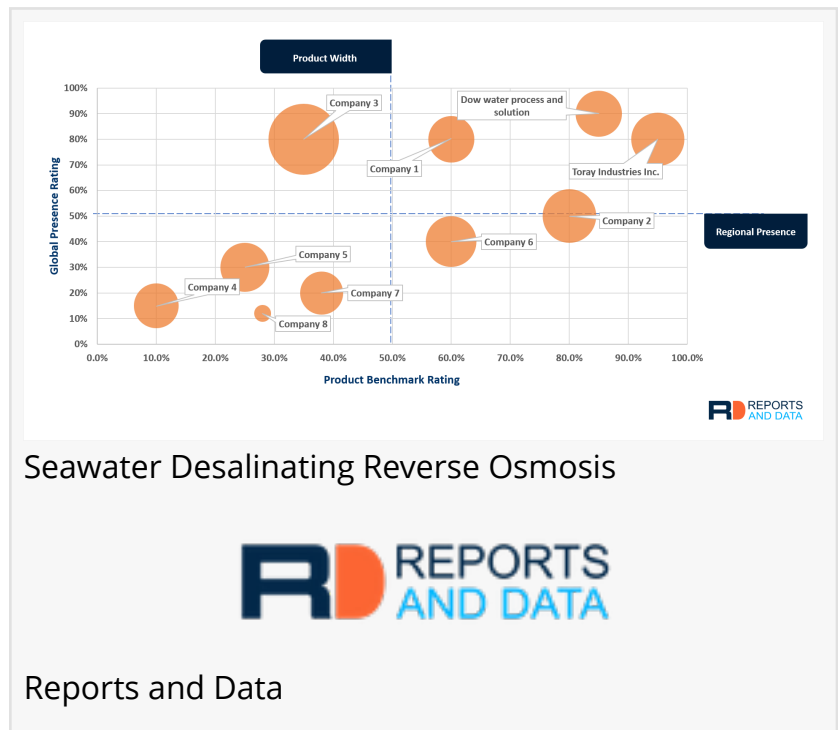 Product Width
100%
90%
80%
70%
60%
50%
40%
30%
20%
10%
0%
Global Presence Rating
Company 3
Dow water process and
solution
Company 1
Toray Industries Inc.
Company 2
Regional Presence
Company 6
Company 5
Company 4
Company 7
Company 8
0.0% 10.0% 20.0% 30.0% 40.0% 50.0% 60.0% 70.0% 80.0% 90.0% 100.0%
Product Benchmark Rating
RD REPORTS
AND DATA
Seawater Desalinating Reverse Osmosis
RD REPORTS
AND DATA
Reports and Data